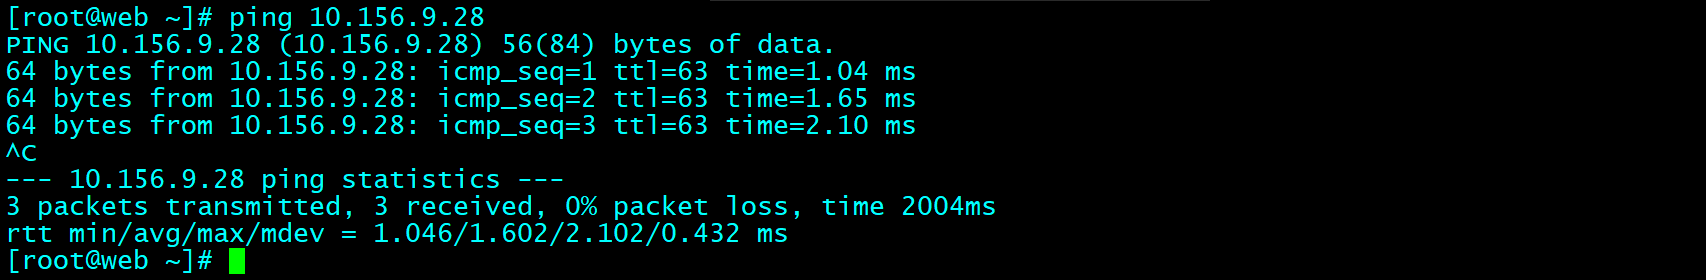 [root@web ~]# ping 10.156.9.28
PING 10.156.9.28 (10.156.9.28) 56(84) bytes of data.
64 bytes from 10.156.9.28: icmp_seq=1 ttl=63 time=1.04 ms
64 bytes from 10.156.9.28: icmp_seq=2 ttl=63 time=1.65 ms
64 bytes from 10.156.9.28: icmp_seq=3 ttl=63 time=2.10 ms
^C
--- 10.156.9.28 ping statistics ---
3 packets transmitted, 3 received, 0% packet loss, time 2004ms
rtt min/avg/max/mdev = 1.046/1.602/2.102/0.432 ms
[root@web ~]#